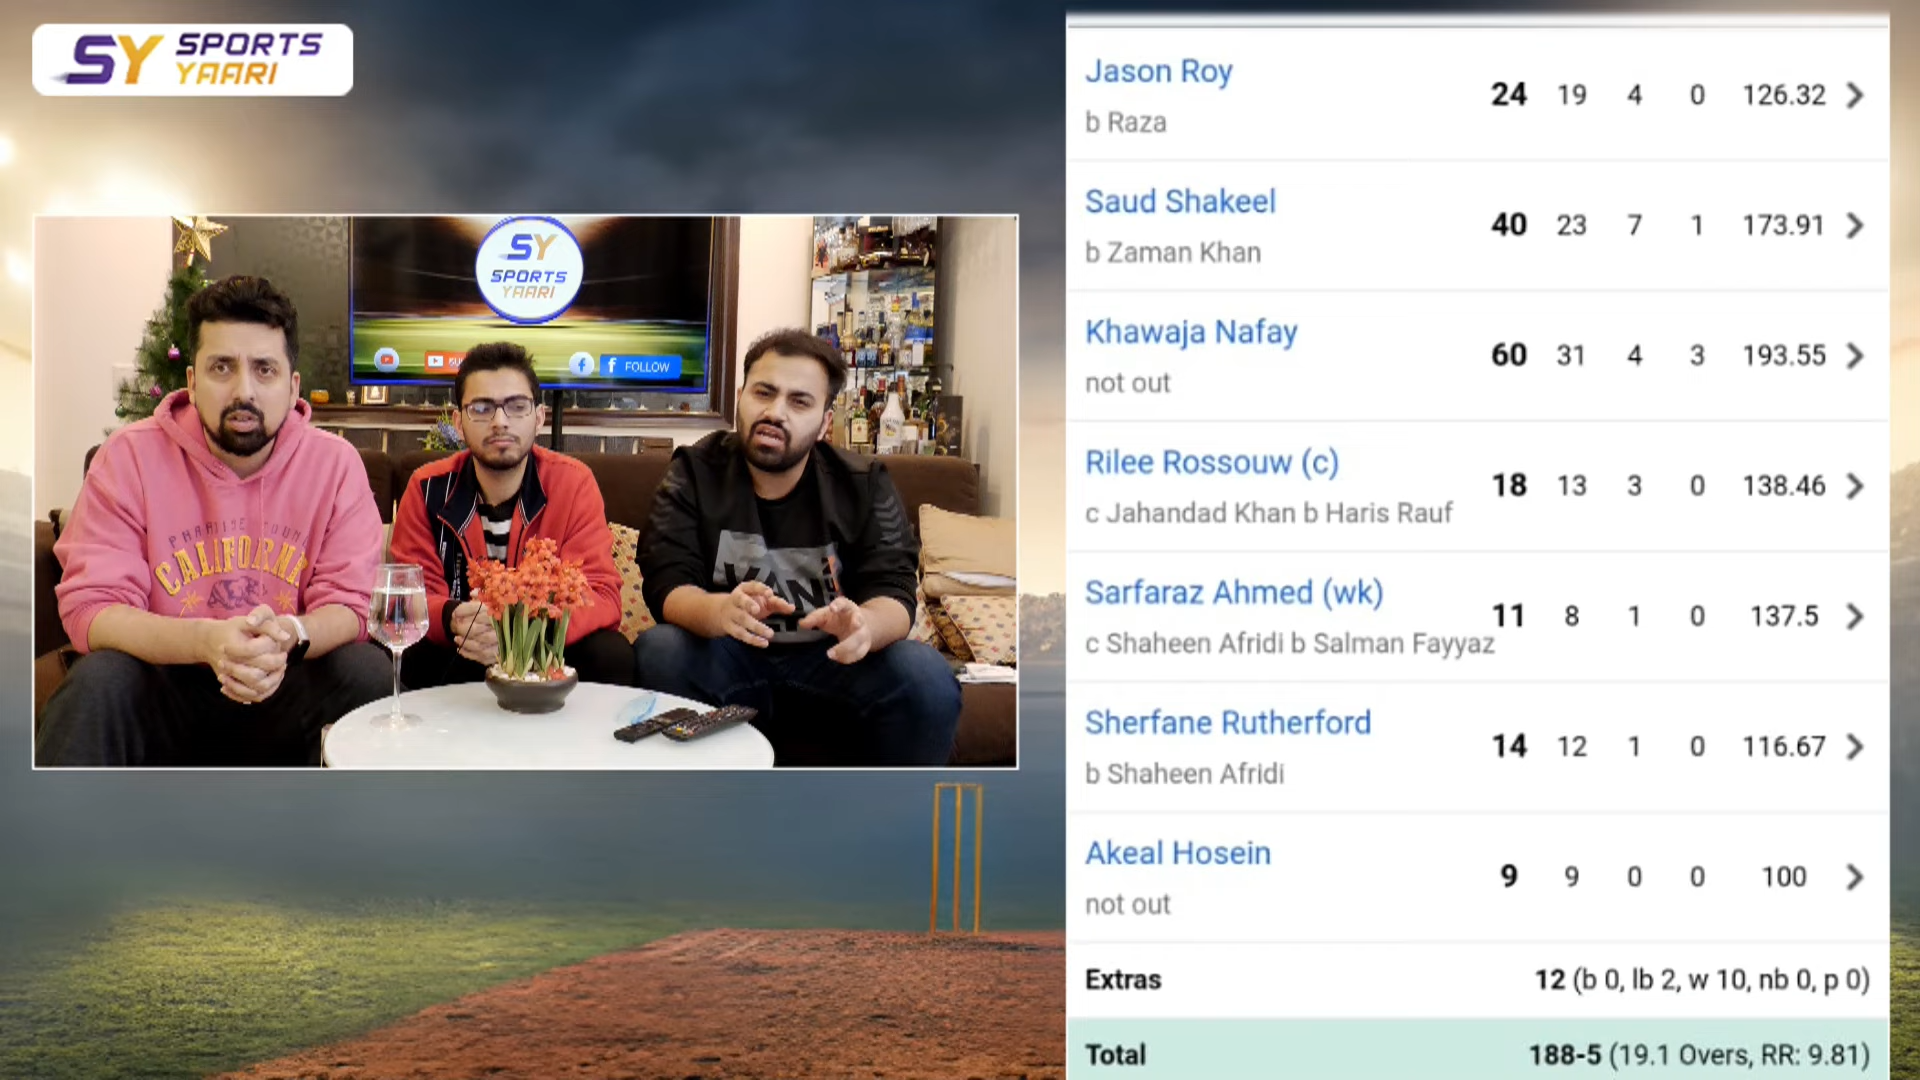 SY SPORTS
YAARI
SY
SPORTS
YAARI
FOLLOW
CALIFORNIA
Jason Roy 24 19 4 0 126.32
b Raza
Saud Shakeel 40 23 7 1 173.91
b Zaman Khan
Khawaja Nafay 60 31 4 3 193.55
not out
Rilee Rossouw (c) 18 13 3 0 138.46
c Jahandad Khan b Haris Rauf
Sarfaraz Ahmed (wk) 11 8 1 0 137.5
c Shaheen Afridi b Salman Fayyaz
Sherfane Rutherford 14 12 1 0 116.67
b Shaheen Afridi
Akeal Hosein 9 9 0 0 100
not out
Extras 12 (b 0, lb 2, w 10, nb 0, p 0)
Total 188-5 (19.1 Overs, RR: 9.81)